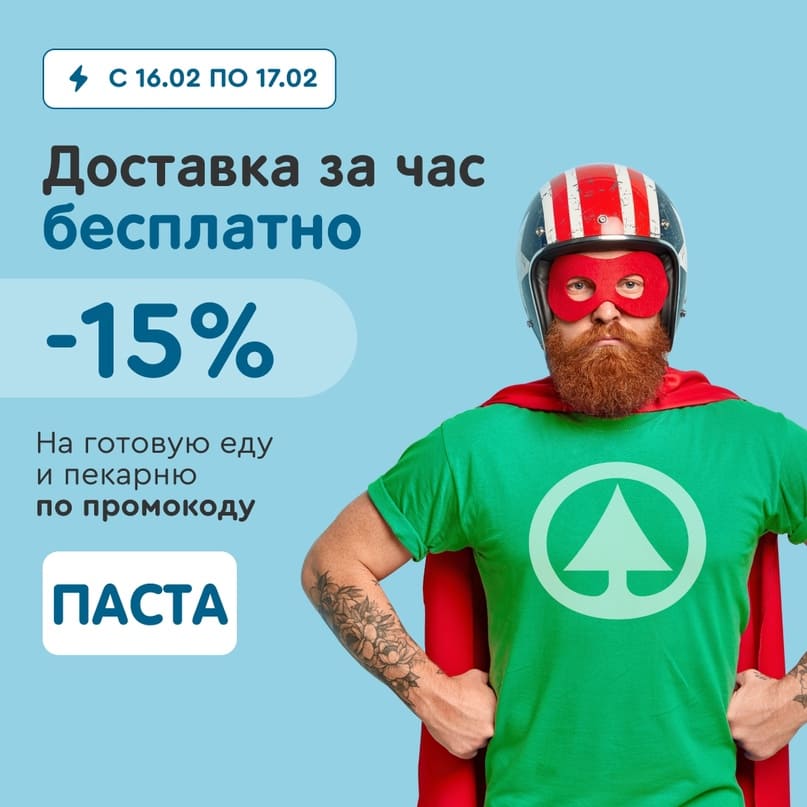 С 16.02 ПО 17.02
Доставка за час
бесплатно
-15%
На готовую еду
и пекарню
по промокоду
ПАСТА